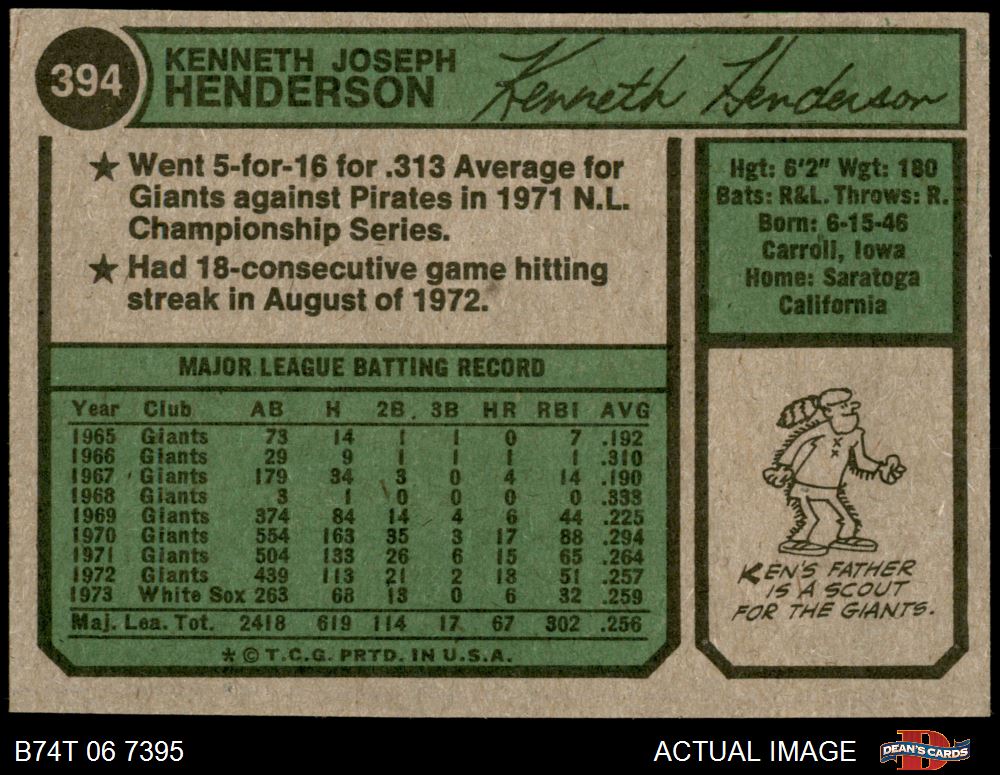 394
KENNETH JOSEPH
HENDERSON
Kenneth Henderson
★ Went 5-for-16 for .313 Average for
Giants against Pirates in 1971 N.L.
Championship Series.
★ Had 18-consecutive game hitting
streak in August of 1972.
Hgt: 6'2" Wgt: 180
Bats: R&L. Throws: R.
Born: 6-15-46
Carroll, Iowa
Home: Saratoga
California
MAJOR LEAGUE BATTING RECORD
Year Club AB H 2B 3B HR RBI AVG
1965 Giants 73 14 1 1 0 7 .192
1966 Giants 29 9 1 1 1 1 .310
1967 Giants 179 34 3 0 4 14 .190
1968 Giants 3 1 0 0 0 0 .333
1969 Giants 374 84 14 4 6 44 .225
1970 Giants 554 163 35 3 17 88 .294
1971 Giants 504 133 26 6 15 65 .264
1972 Giants 439 113 21 2 18 51 .257
1973 White Sox 263 68 13 0 6 32 .259
Maj. Lea. Tot. 2418 619 114 17 67 302 .256
* © T.C.G. PRTD. IN U.S.A.
KEN'S FATHER
IS A SCOUT
FOR THE GIANTS.
B74T 06 7395
ACTUAL IMAGE
DEAN'S CARDS